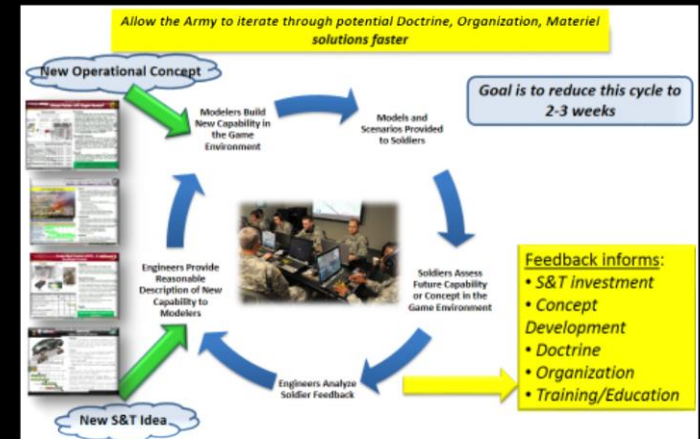 Allow the Army to iterate through potential Doctrine, Organization, Materiel
solutions faster
New Operational Concept
Goal is to reduce this cycle to
2-3 weeks
Modelers Build
New Capability in
the Game
Environment
Models and
Scenarios Provided
to Soldiers
Soldiers Assess
Future Capability
or Concept in the
Game Environment
Engineers Analyze
Soldier Feedback
Engineers Provide
Reasonable
Description of New
Capability to
Modelers
New S&T Idea
Feedback informs:
• S&T investment
• Concept
Development
• Doctrine
• Organization
• Training/Education